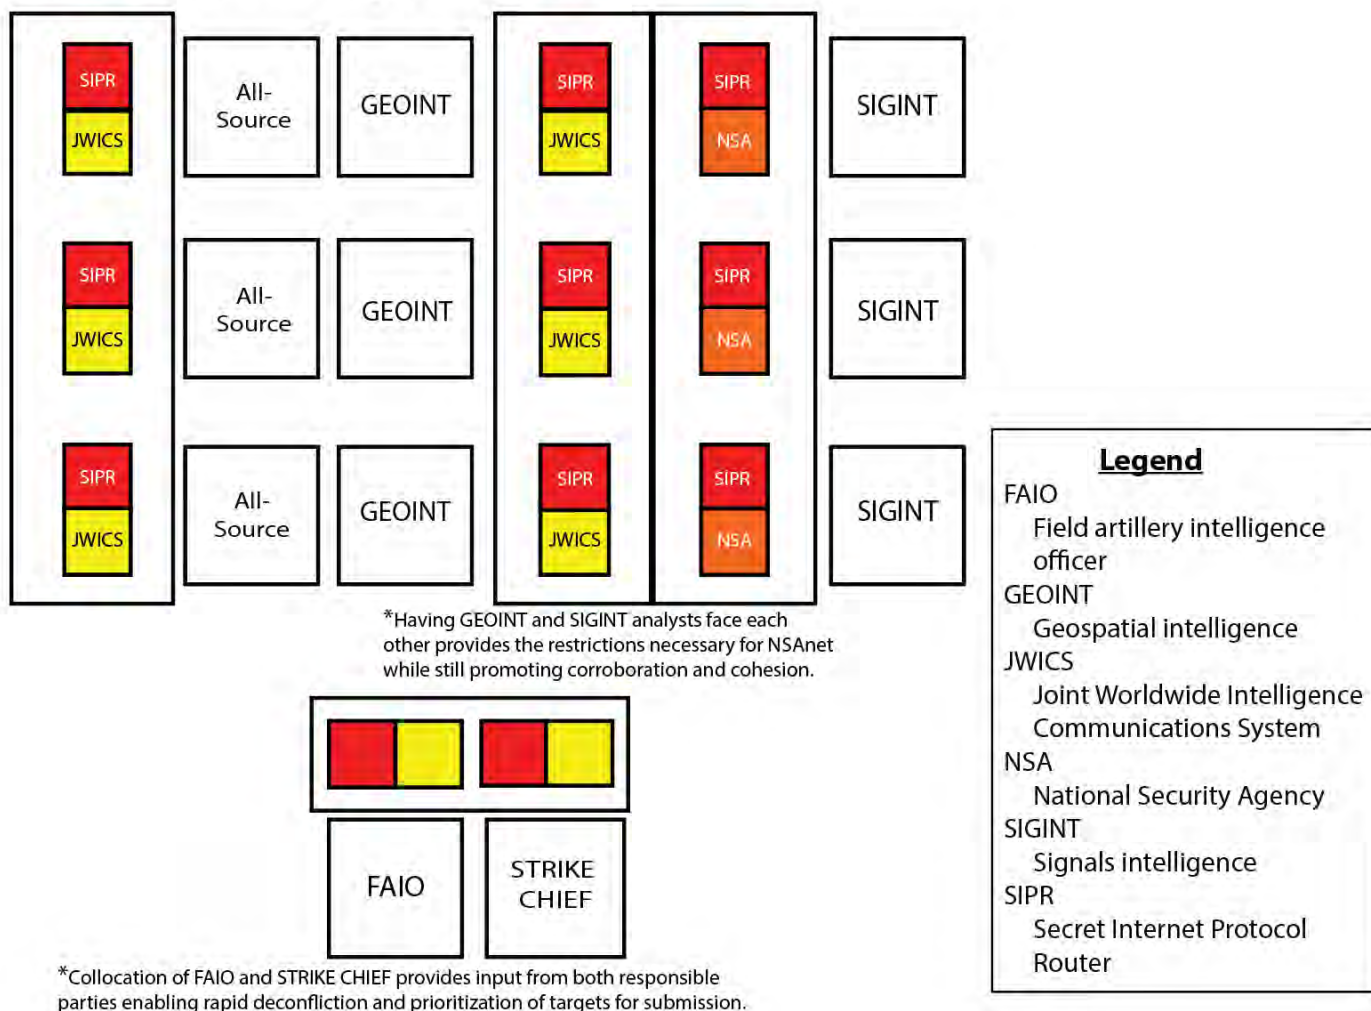 SIPR
JWICS
All-
Source
GEOINT
SIPR
JWICS
SIPR
NSA
SIGINT
SIPR
JWICS
All-
Source
GEOINT
SIPR
JWICS
SIPR
NSA
SIGINT
SIPR
JWICS
All-
Source
GEOINT
SIPR
JWICS
SIPR
NSA
SIGINT
*Having GEOINT and SIGINT analysts face each
other provides the restrictions necessary for NSAnet
while still promoting corroboration and cohesion.
FAIO
STRIKE
CHIEF
*Collocation of FAIO and STRIKE CHIEF provides input from both responsible
parties enabling rapid deconfliction and prioritization of targets for submission.
Legend
FAIO
Field artillery intelligence
officer
GEOINT
Geospatial intelligence
JWICS
Joint Worldwide Intelligence
Communications System
NSA
National Security Agency
SIGINT
Signals intelligence
SIPR
Secret Internet Protocol
Router